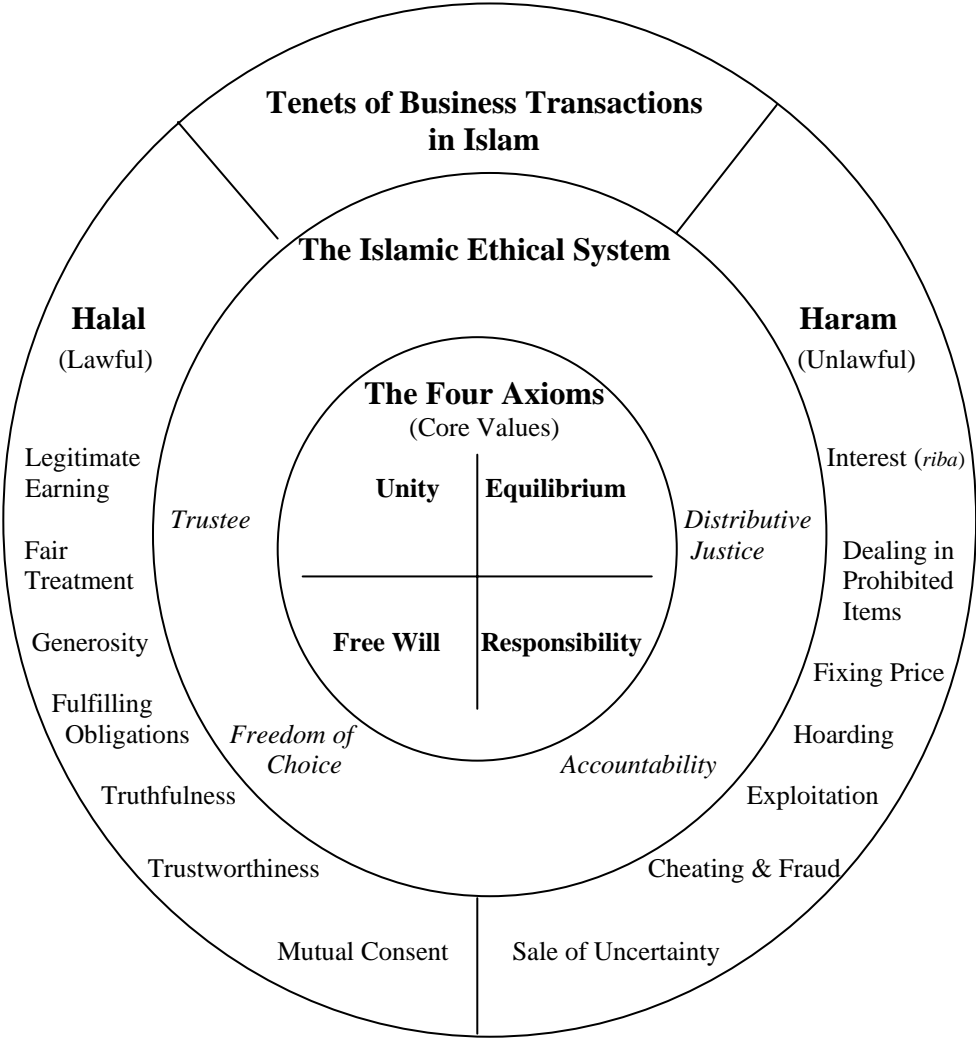 Tenets of Business Transactions
in Islam
The Islamic Ethical System
Halal
(Lawful)
Haram
(Unlawful)
The Four Axioms
(Core Values)
Unity
Equilibrium
Free Will
Responsibility
Trustee
Distributive
Justice
Freedom of
Choice
Accountability
Legitimate
Earning
Fair
Treatment
Generosity
Fulfilling
Obligations
Truthfulness
Trustworthiness
Mutual Consent
Interest (riba)
Dealing in
Prohibited
Items
Fixing Price
Hoarding
Exploitation
Cheating & Fraud
Sale of Uncertainty